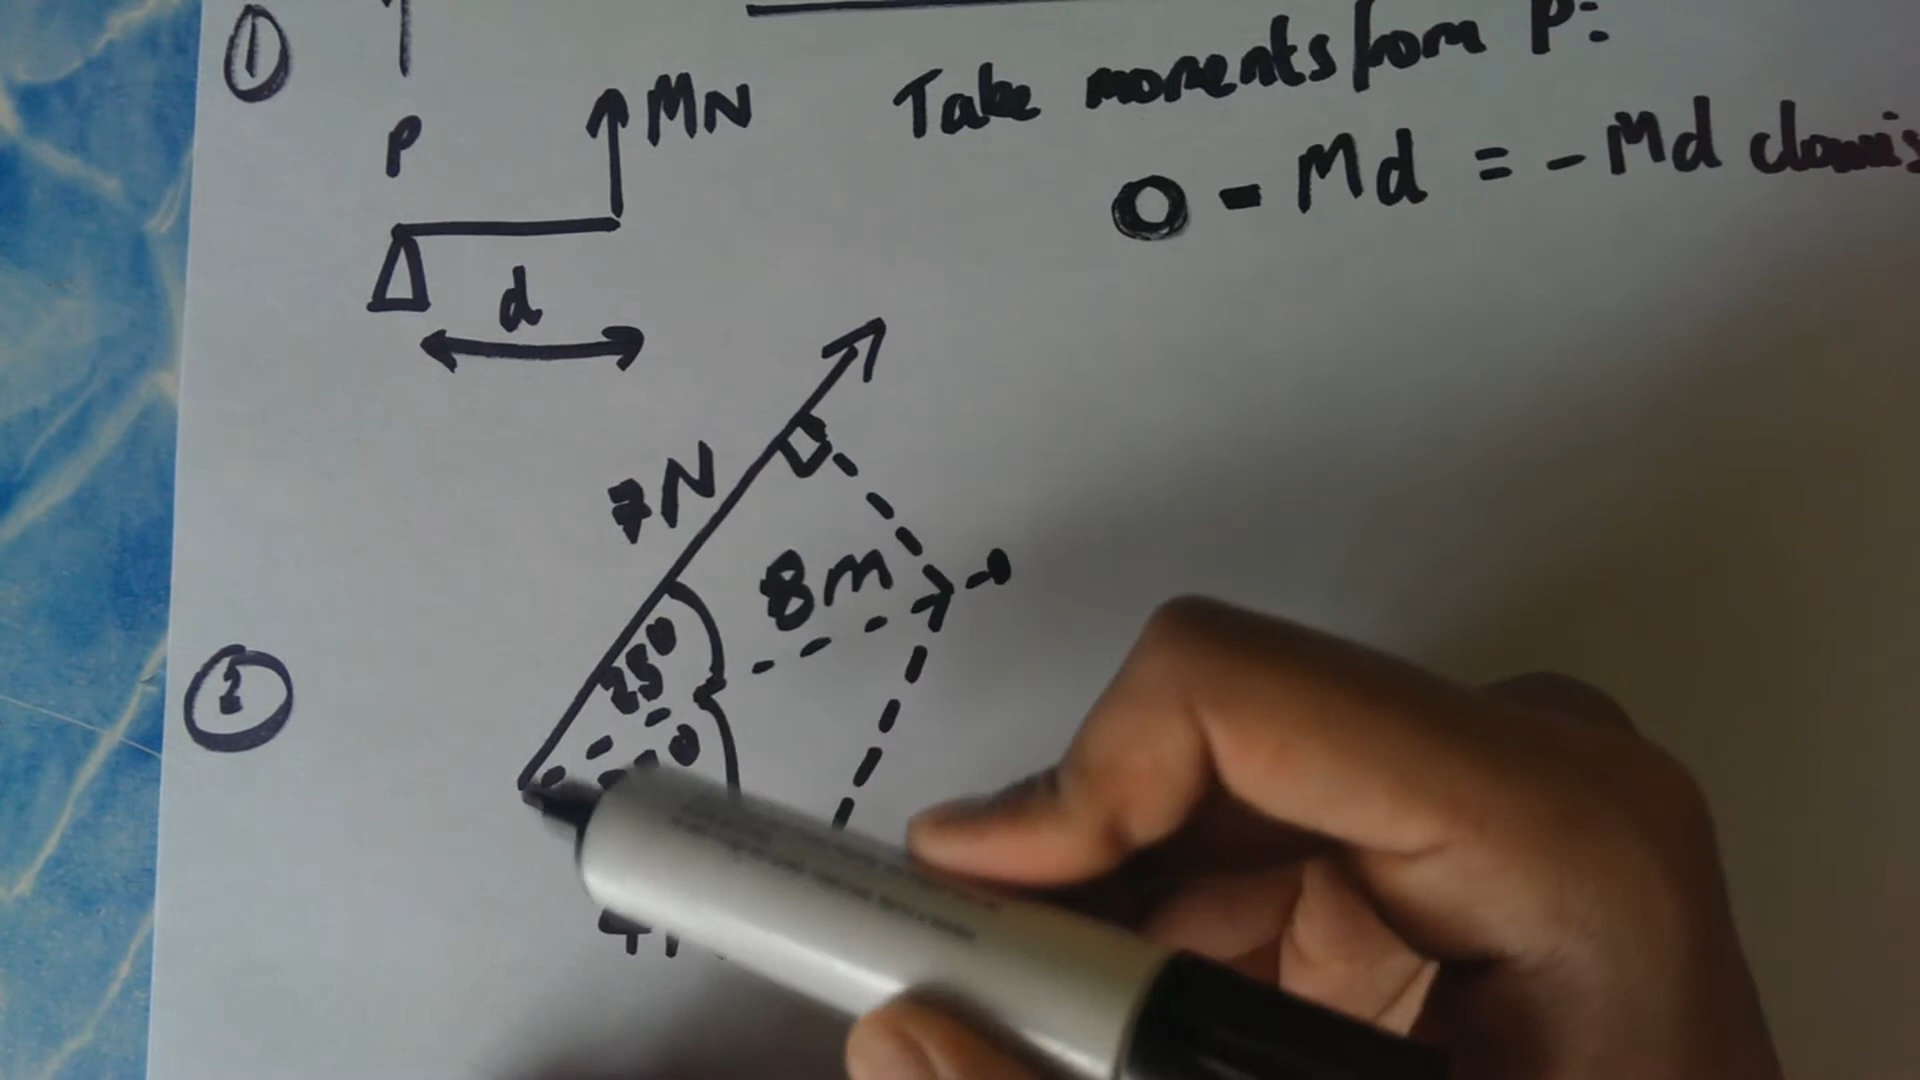 ①
P
MN
d
Take moments from P:
0 - Md = - Md
②
7N
8m
25°